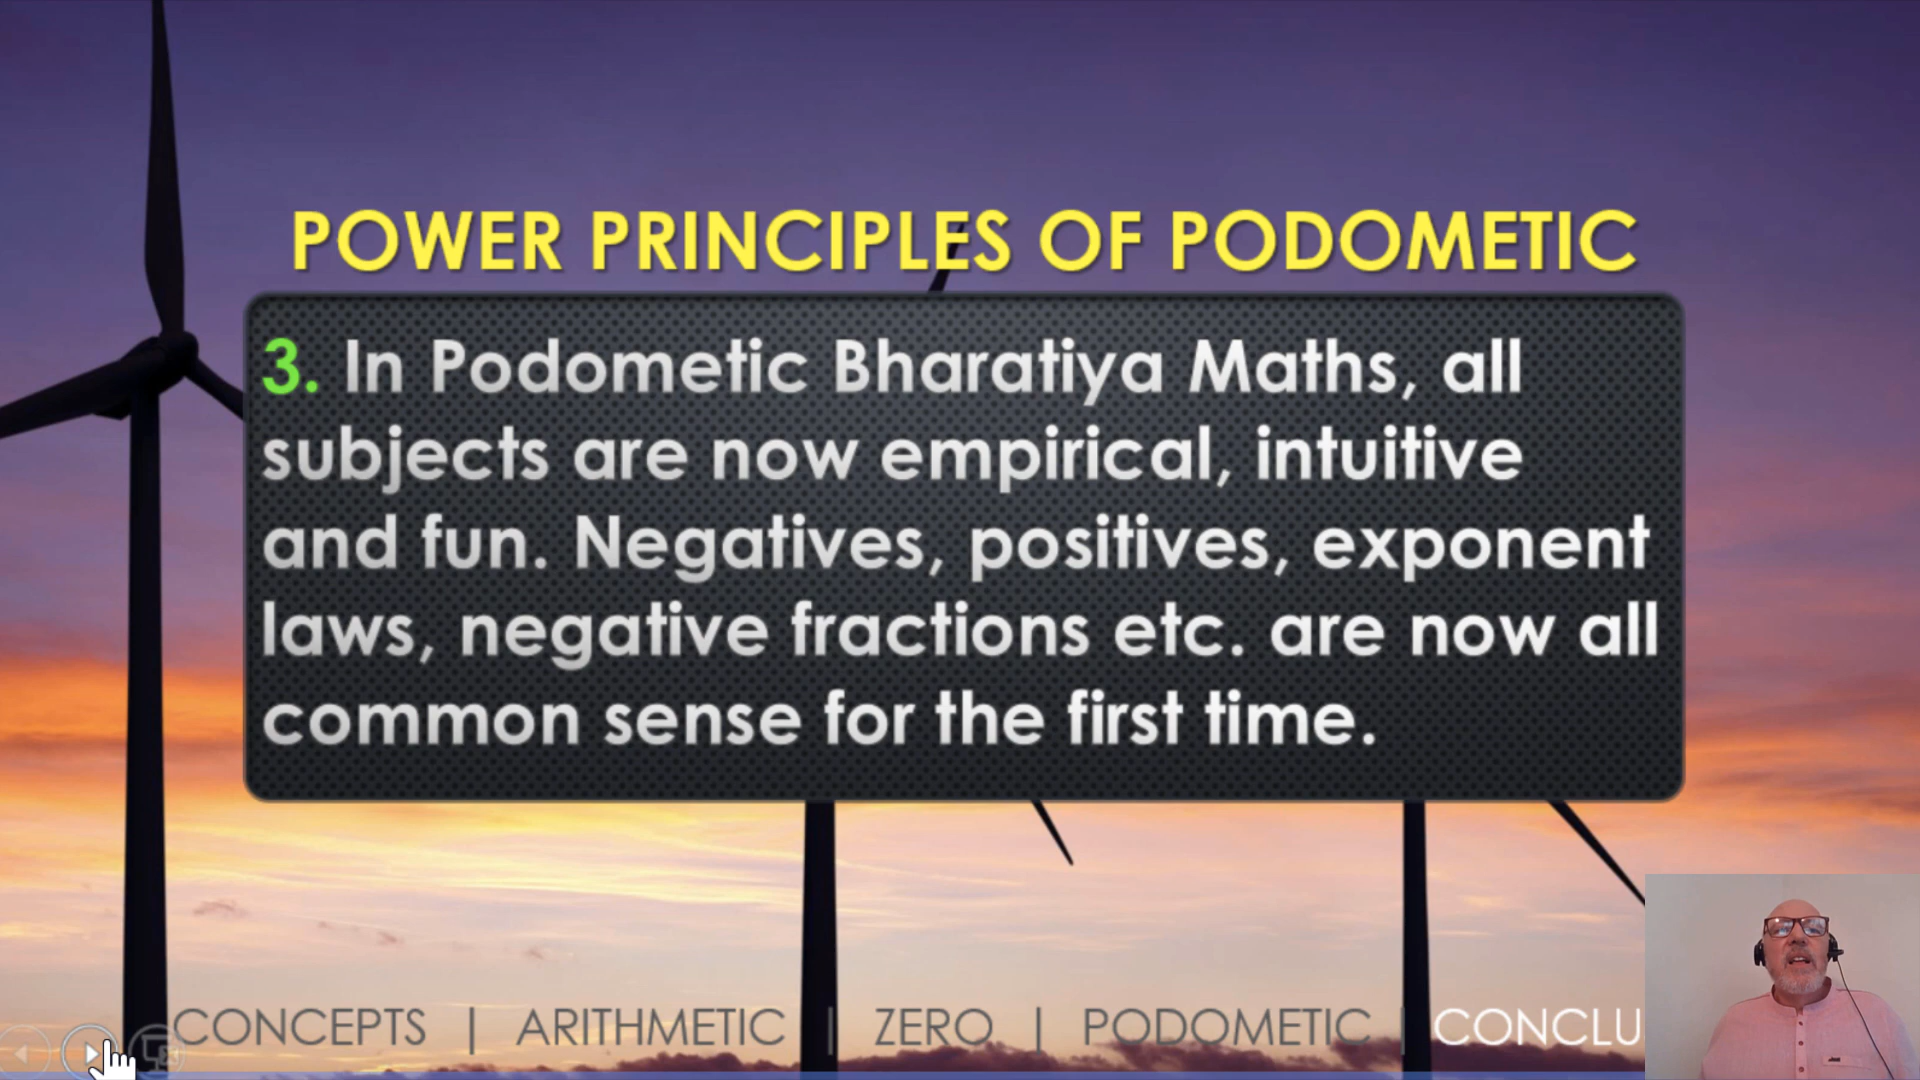 POWER PRINCIPLES OF PODOMETIC
3. In Podometic Bharatiya Maths, all
subjects are now empirical, intuitive
and fun. Negatives, positives, exponent
laws, negative fractions etc. are now all
common sense for the first time.
CONCEPTS | ARITHMETIC | ZERO | PODOMETIC | CONCLU